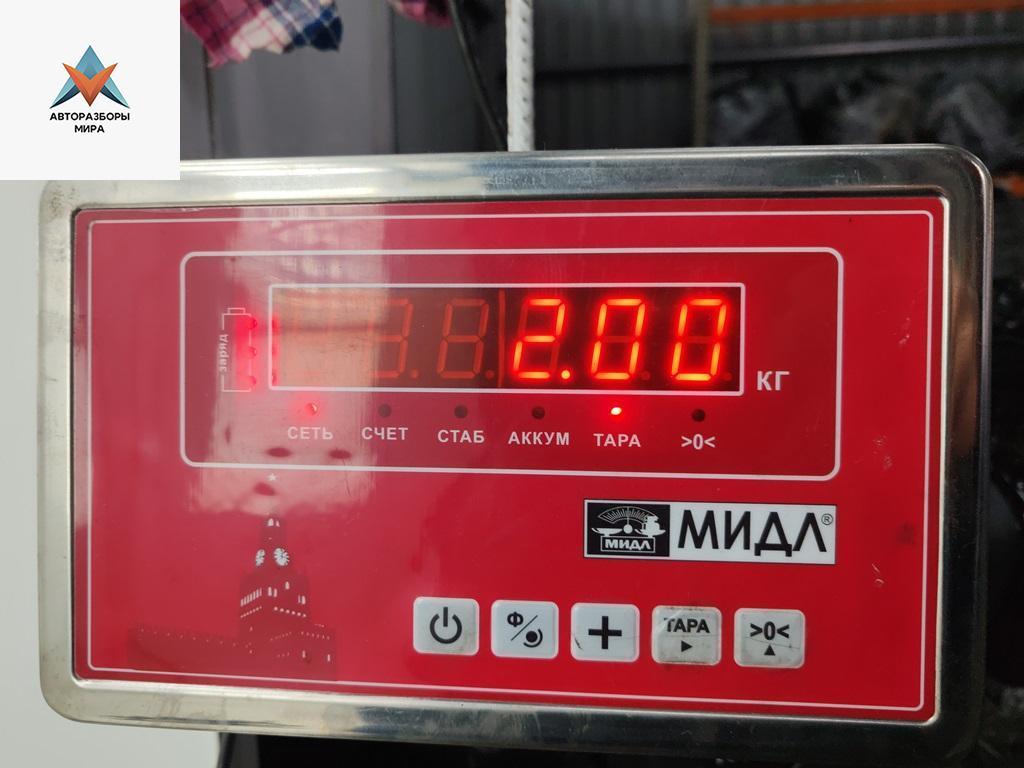 АВТОРАЗБОРЫ
МИРА
заряд
2.00
КГ
СЕТЬ СЧЕТ СТАБ АККУМ ТАРА >0<
МИДЛ МИДЛ®
Ф ТАРА >0<